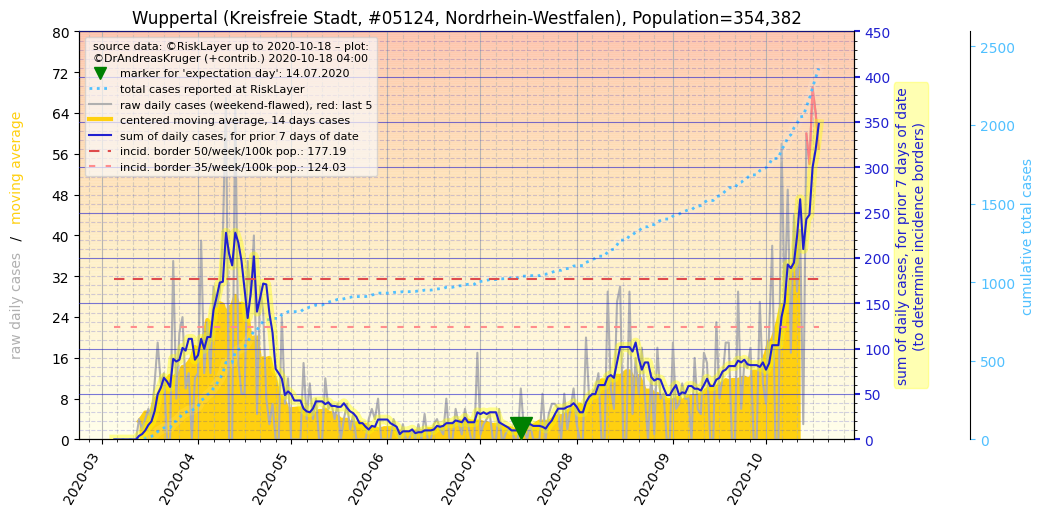 Wuppertal (Kreisfreie Stadt, #05124, Nordrhein-Westfalen), Population=354,382
source data: ©RiskLayer up to 2020-10-18 – plot:
©DrAndreasKruger (+contrib.) 2020-10-18 04:00
marker for 'expectation day': 14.07.2020
total cases reported at RiskLayer
raw daily cases (weekend-flawed), red: last 5
centered moving average, 14 days cases
sum of daily cases, for prior 7 days of date
incid. border 50/week/100k pop.: 177.19
incid. border 35/week/100k pop.: 124.03
raw daily cases / moving average
80
72
64
56
48
40
32
24
16
8
0
2020-03
2020-04
2020-05
2020-06
2020-07
2020-08
2020-09
2020-10
450
400
350
300
250
200
150
100
50
0
sum of daily cases, for prior 7 days of date
(to determine incidence borders)
2500
2000
1500
1000
500
0
cumulative total cases